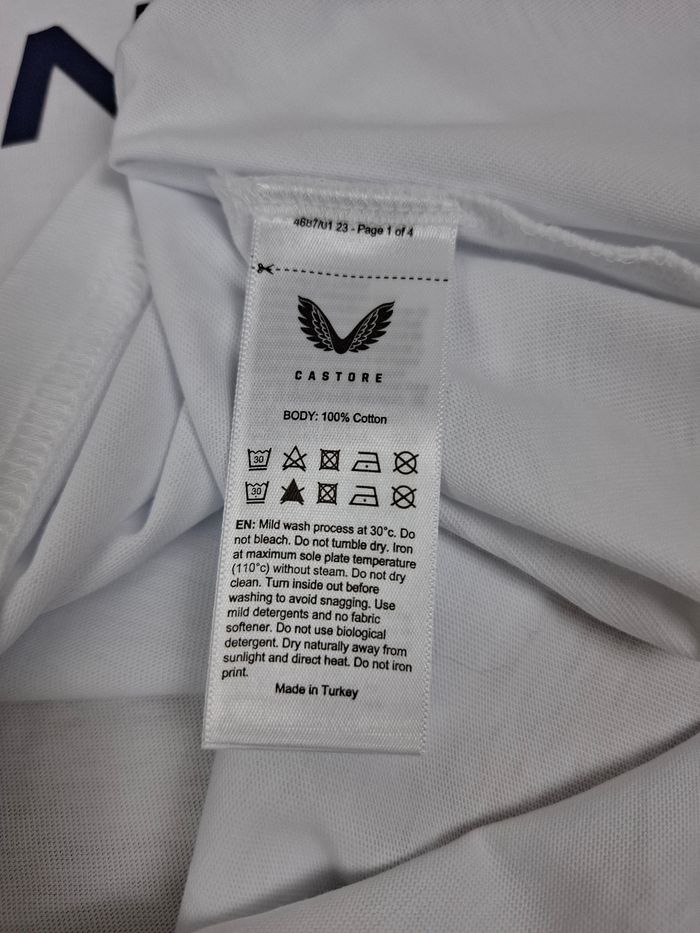 4687/01 23 - Page 1 of 4
CASTORE
BODY: 100% Cotton
30
30
EN: Mild wash process at 30°c. Do
not bleach. Do not tumble dry. Iron
at maximum sole plate temperature
(110°c) without steam. Do not dry
clean. Turn inside out before
washing to avoid snagging. Use
mild detergents and no fabric
softener. Do not use biological
detergent. Dry naturally away from
sunlight and direct heat. Do not iron
print.
Made in Turkey